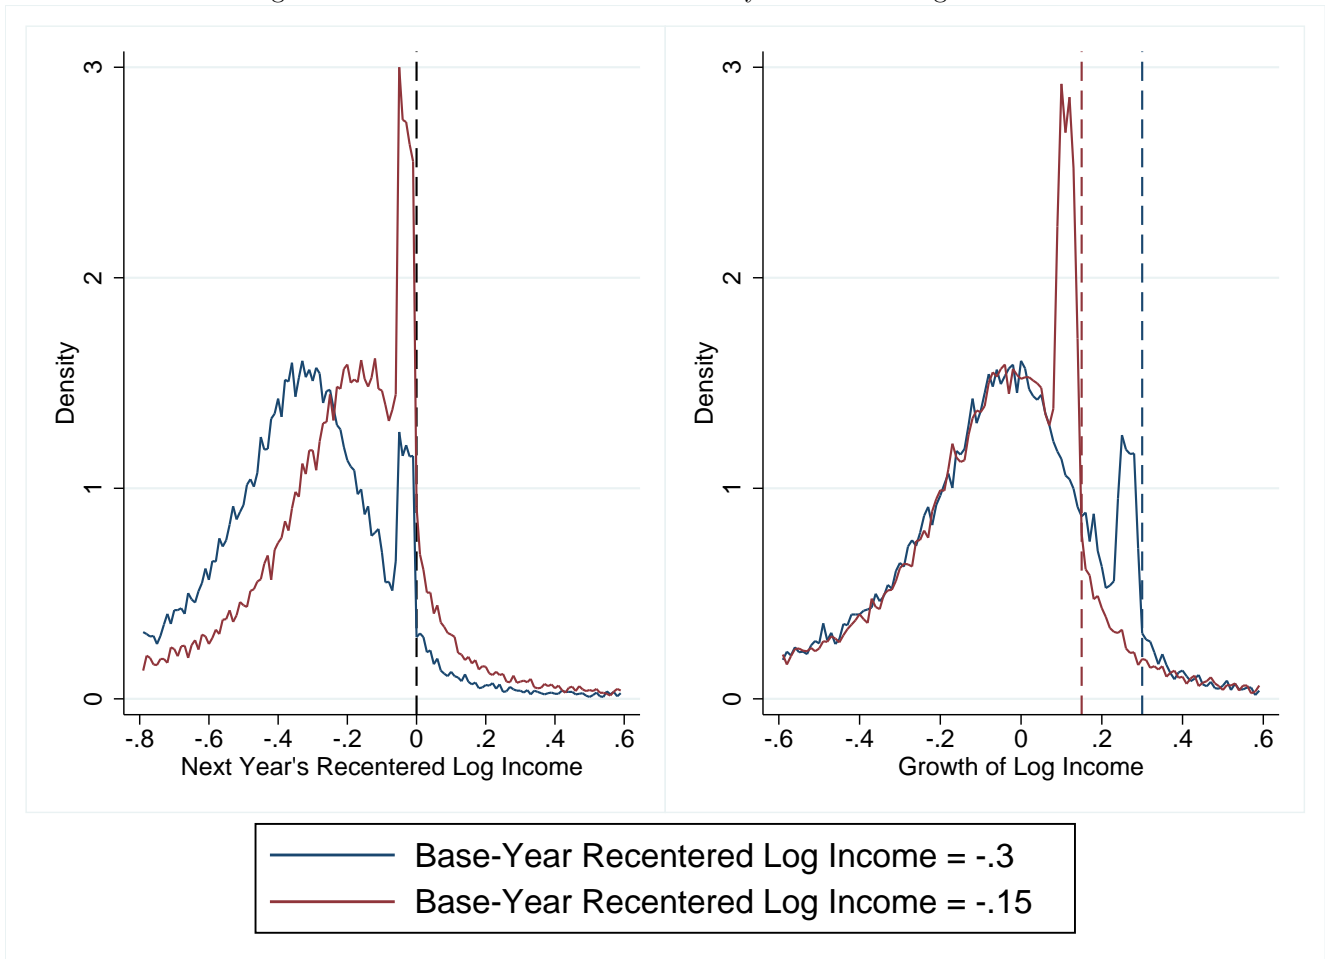 3
2
1
0
Density
-.8 -.6 -.4 -.2 0 .2 .4 .6
Next Year's Recentered Log Income
3
2
1
0
Density
-.6 -.4 -.2 0 .2 .4 .6
Growth of Log Income
Base-Year Recentered Log Income = -.3
Base-Year Recentered Log Income = -.15